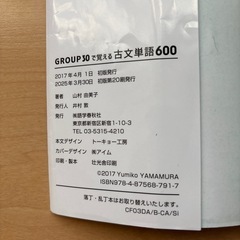 GROUP30で覚える古文単語600
2017年4月1日 初版発行
2025年3月30日 初版第20刷発行
著者 山村 由美子
発行人 井村 敦
発行所 ㈱語学春秋社
東京都新宿区新宿1-10-3
TEL 03-5315-4210
本文デザイン トーキョー工房
カバーデザイン ㈱アイム
印刷・製本 壮光舎印刷
©2017 Yumiko YAMAMURA
ISBN978-4-87568-791-7
落丁・乱丁本はお取り替えいたします。
CF03DA/B-CA/SI